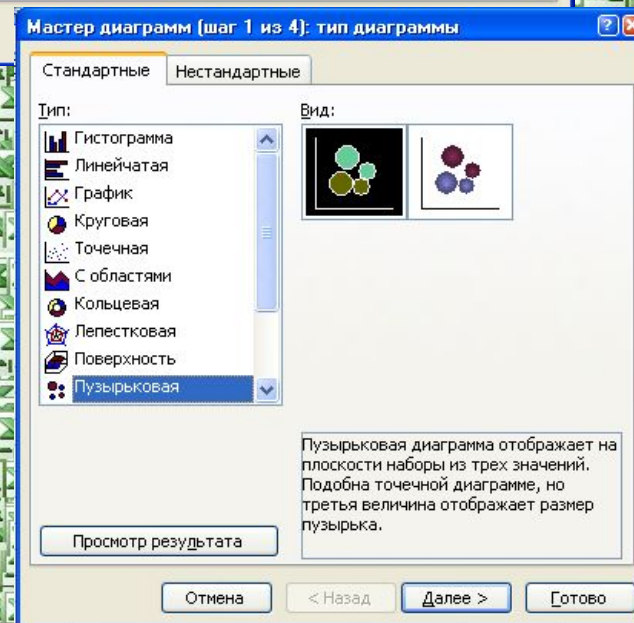 Мастер диаграмм (шаг 1 из 4): тип диаграммы
Стандартные Нестандартные
Тип: Вид:
Гистограмма
Линейчатая
График
Круговая
Точечная
С областями
Кольцевая
Лепестковая
Поверхность
Пузырьковая
Пузырьковая диаграмма отображает на
плоскости наборы из трех значений.
Подобна точечной диаграмме, но
третья величина отображает размер
пузырька.
Просмотр результата
Отмена < Назад Далее > Готово